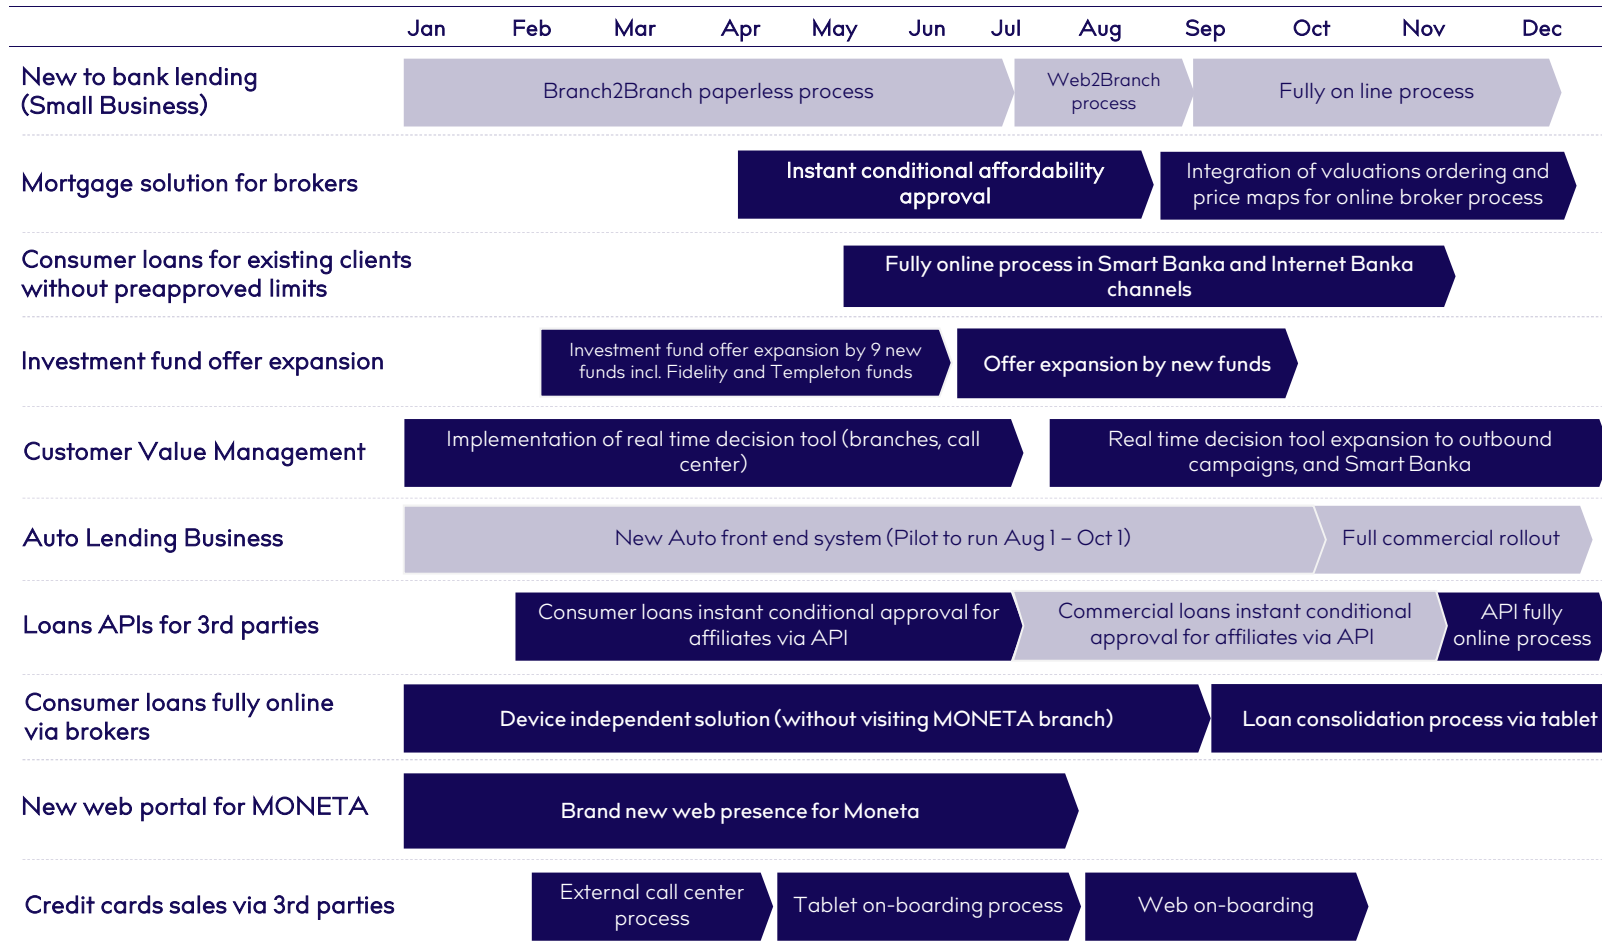 Jan Feb Mar Apr May Jun Jul Aug Sep Oct Nov Dec
New to bank lending
(Small Business)
Branch2Branch paperless process
Web2Branch
process
Fully on line process
Mortgage solution for brokers
Instant conditional affordability
approval
Integration of valuations ordering and
price maps for online broker process
Consumer loans for existing clients
without preapproved limits
Fully online process in Smart Banka and Internet Banka
channels
Investment fund offer expansion
Investment fund offer expansion by 9 new
funds incl. Fidelity and Templeton funds
Offer expansion by new funds
Customer Value Management
Implementation of real time decision tool (branches, call
center)
Real time decision tool expansion to outbound
campaigns, and Smart Banka
Auto Lending Business
New Auto front end system (Pilot to run Aug 1 – Oct 1)
Full commercial rollout
Loans APIs for 3rd parties
Consumer loans instant conditional approval for
affiliates via API
Commercial loans instant conditional
approval for affiliates via API
API fully
online process
Consumer loans fully online
via brokers
Device independent solution (without visiting MONETA branch)
Loan consolidation process via tablet
New web portal for MONETA
Brand new web presence for Moneta
Credit cards sales via 3rd parties
External call center
process
Tablet on-boarding process
Web on-boarding